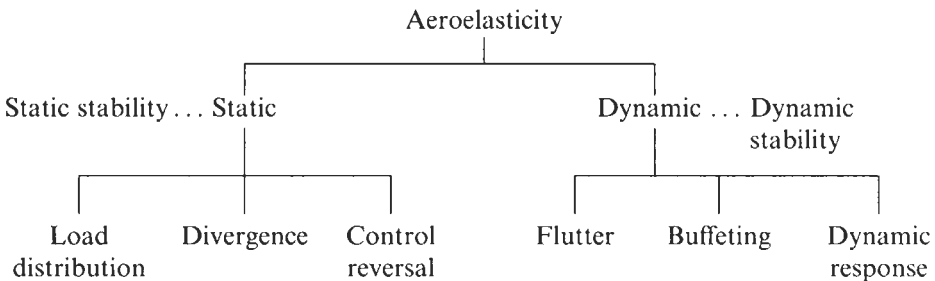 Aeroelasticity
Static stability... Static
Dynamic ... Dynamic
stability
Load
distribution
Divergence
Control
reversal
Flutter
Buffeting
Dynamic
response